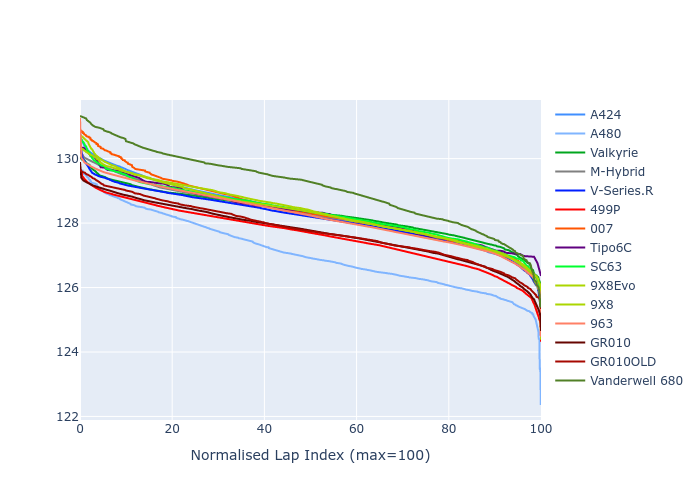 130
128
126
124
122
0 20 40 60 80 100
Normalised Lap Index (max=100)
A424
A480
Valkyrie
M-Hybrid
V-Series.R
499P
007
Tipo6C
SC63
9X8Evo
9X8
963
GR010
GR010OLD
Vanderwell 680